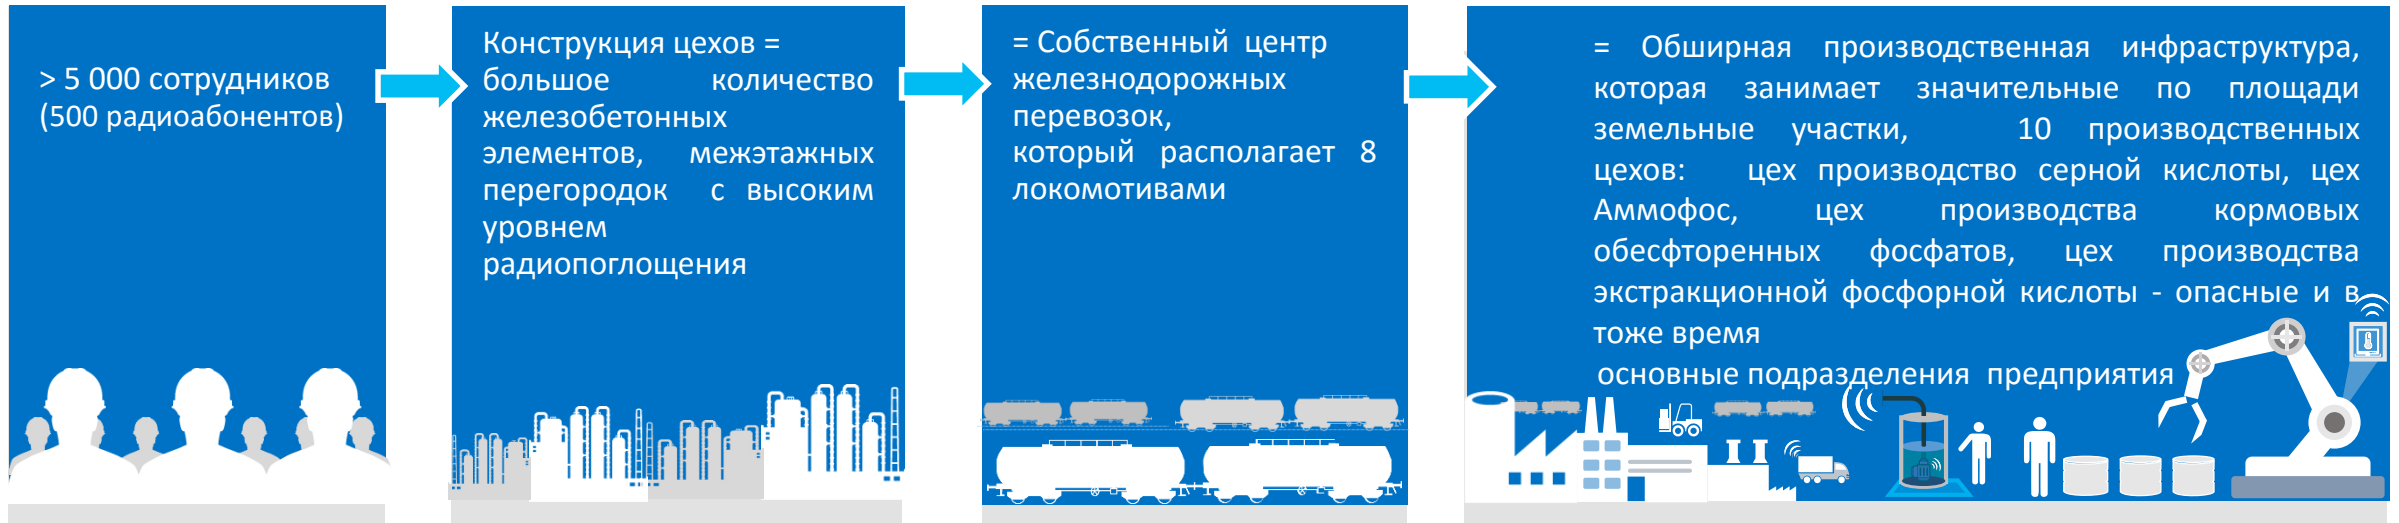 > 5 000 сотрудников
(500 радиоабонентов)
Конструкция цехов =
большое количество
железобетонных
элементов, межэтажных
перегородок с высоким
уровнем
радиопоглощения
= Собственный центр
железнодорожных
перевозок,
который располагает 8
локомотивами
= Обширная производственная инфраструктура,
которая занимает значительные по площади
земельные участки, 10 производственных
цехов: цех производство серной кислоты, цех
Аммофос, цех производства кормовых
обесфторенных фосфатов, цех производства
экстракционной фосфорной кислоты - опасные и в
тоже время
основные подразделения предприятия